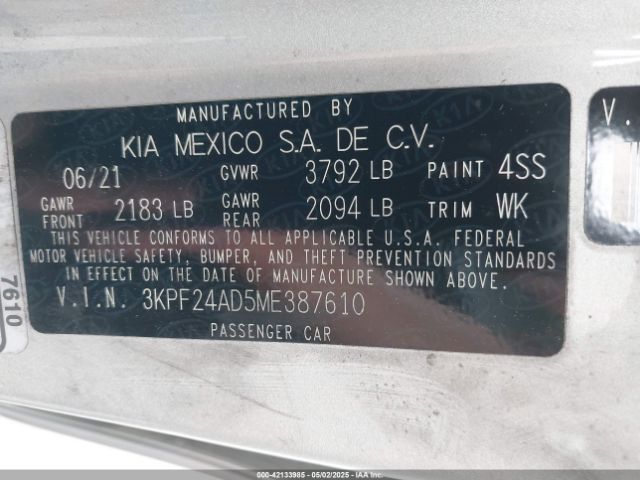 MANUFACTURED BY
KIA MEXICO S.A. DE C.V.
06/21 GVWR 3792 LB PAINT 4SS
GAWR FRONT 2183 LB GAWR REAR 2094 LB TRIM WK
THIS VEHICLE CONFORMS TO ALL APPLICABLE U.S.A. FEDERAL
MOTOR VEHICLE SAFETY, BUMPER, AND THEFT PREVENTION STANDARDS
IN EFFECT ON THE DATE OF MANUFACTURE SHOWN ABOVE.
V.I.N. 3KPF24AD5ME387610
PASSENGER CAR
7610
V.
000-42133985 - 05/02/2025 - IAAI.COM